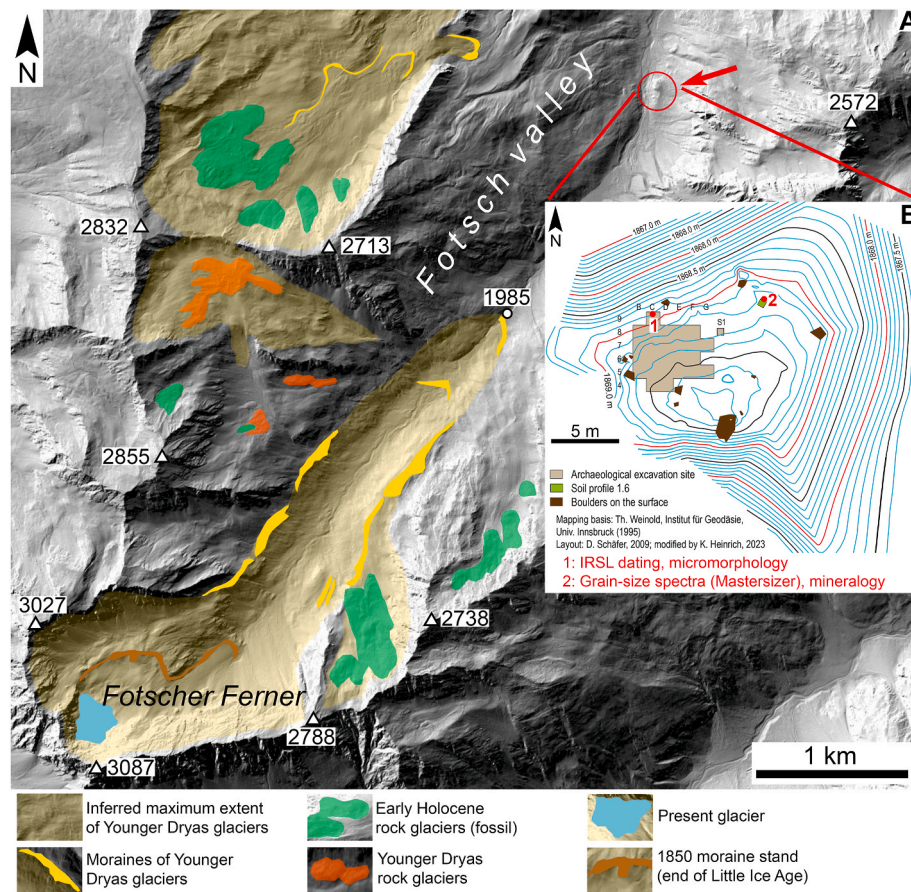 A
N
Fotsch valley
2572
2832
2713
1985
2855
3027
2738
Fotscher Ferner
2788
3087
1 km
N
1867.0 m
1868.0 m
1868.0 m
1868.5 m
1868.0 m
1867.5 m
1869.0 m
B C D E F G
9
8
7
6
5
4
S1
1
2
5 m
Archaeological excavation site
Soil profile 1.6
Boulders on the surface
Mapping basis: Th. Weinold, Institut für Geodäsie,
Univ. Innsbruck (1995)
Layout: D. Schäfer, 2009; modified by K. Heinrich, 2023
1: IRSL dating, micromorphology
2: Grain-size spectra (Mastersizer), mineralogy
Inferred maximum extent
of Younger Dryas glaciers
Moraines of Younger
Dryas glaciers
Early Holocene
rock glaciers (fossil)
Younger Dryas
rock glaciers
Present glacier
1850 moraine stand
(end of Little Ice Age)